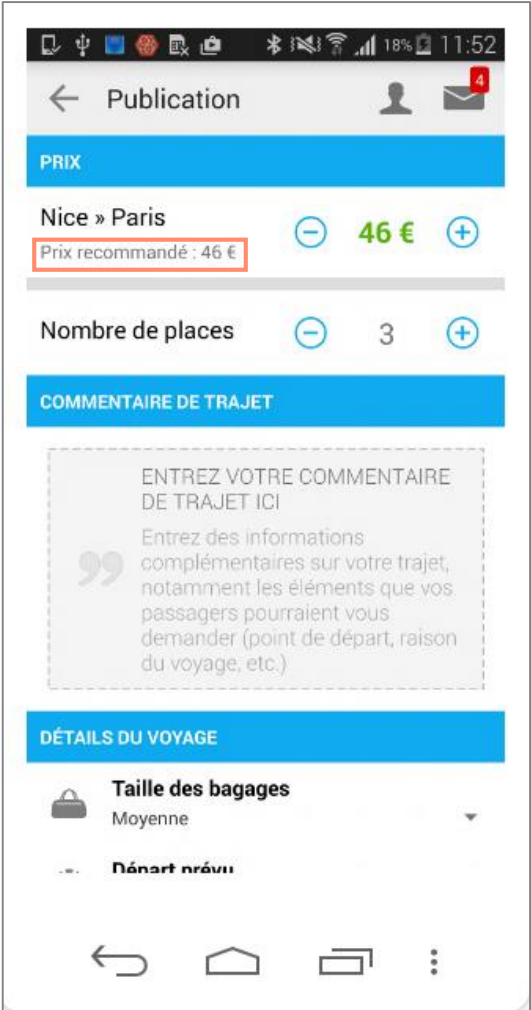 18% 11:52
Publication
4
PRIX
Nice » Paris
46 €
Prix recommandé : 46 €
Nombre de places
3
COMMENTAIRE DE TRAJET
ENTREZ VOTRE COMMENTAIRE
DE TRAJET ICI
Entrez des informations
complémentaires sur votre trajet,
notamment les éléments que vos
passagers pourraient vous
demander (point de départ, raison
du voyage, etc.)
DÉTAILS DU VOYAGE
Taille des bagages
Moyenne
Départ prévu